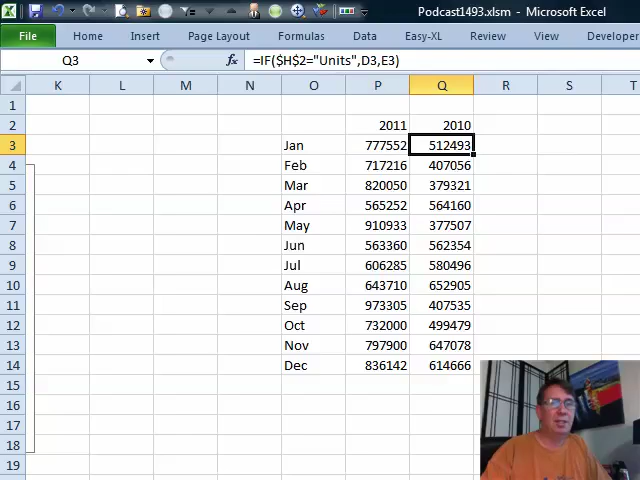 Podcast1493.xlsm - Microsoft Excel
File Home Insert Page Layout Formulas Data Easy-XL Review Developer
Q3 fx =IF($H$2="Units",D3,E3)
K L M N O P Q R S T
1
2 2011 2010
3 Jan 777552 512493
4 Feb 717216 407056
5 Mar 820050 379321
6 Apr 565252 564160
7 May 910933 377507
8 Jun 563360 562354
9 Jul 606285 580496
10 Aug 643710 652905
11 Sep 973305 407535
12 Oct 732000 499479
13 Nov 797900 647078
14 Dec 836142 614666
15
16
17
18
19